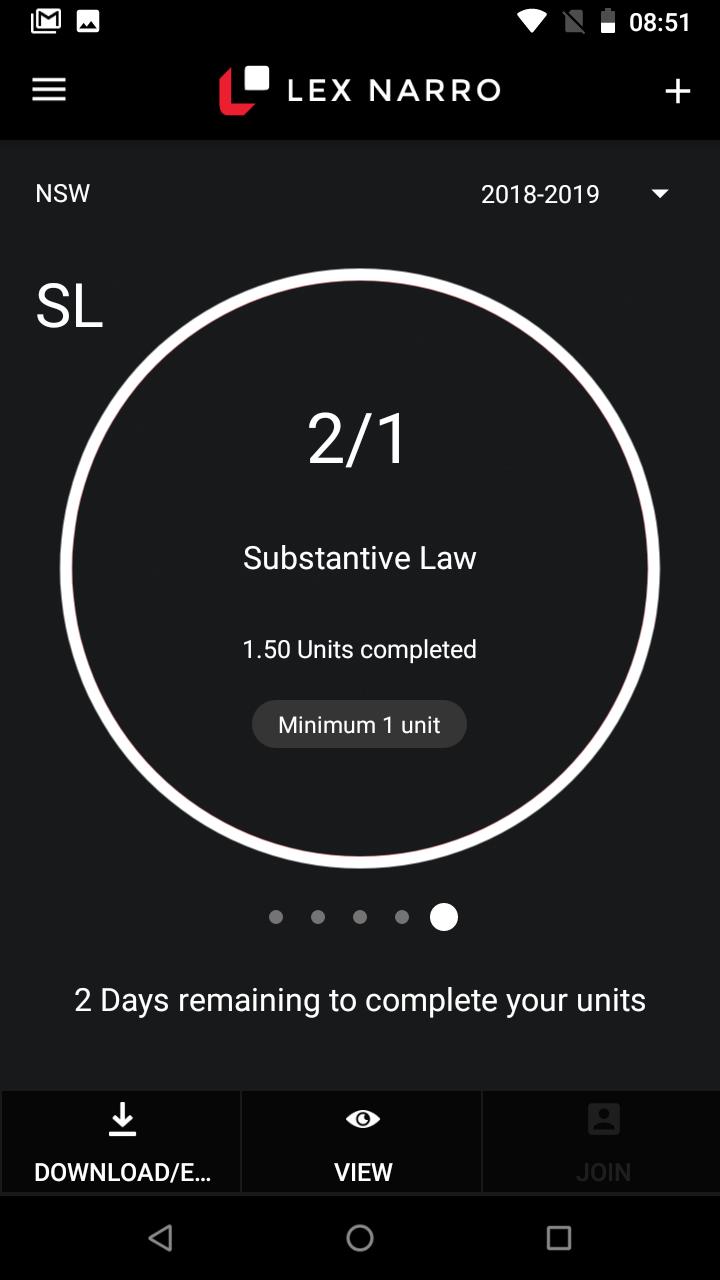 08:51
LEX NARRO
NSW
2018-2019
SL
2/1
Substantive Law
1.50 Units completed
Minimum 1 unit
2 Days remaining to complete your units
DOWNLOAD/E...
VIEW
JOIN